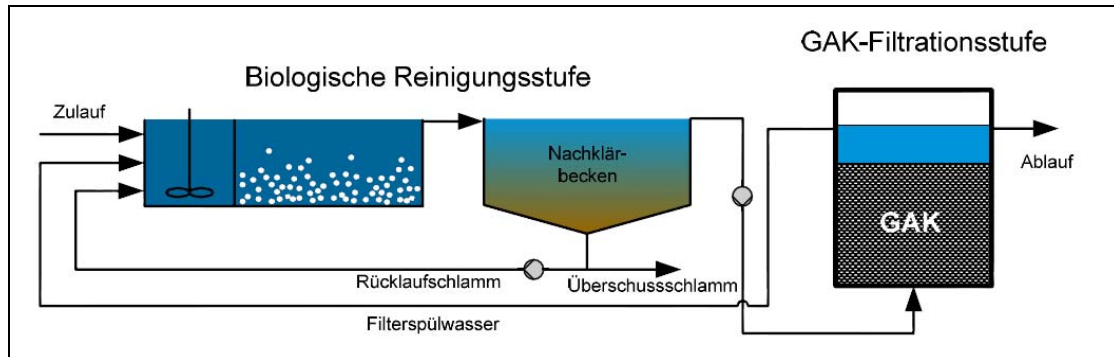 GAK-Filtrationsstufe
Biologische Reinigungsstufe
Zulauf
Nachklär-
becken
Ablauf
GAK
Rücklaufschlamm
Überschussschlamm
Filterspülwasser